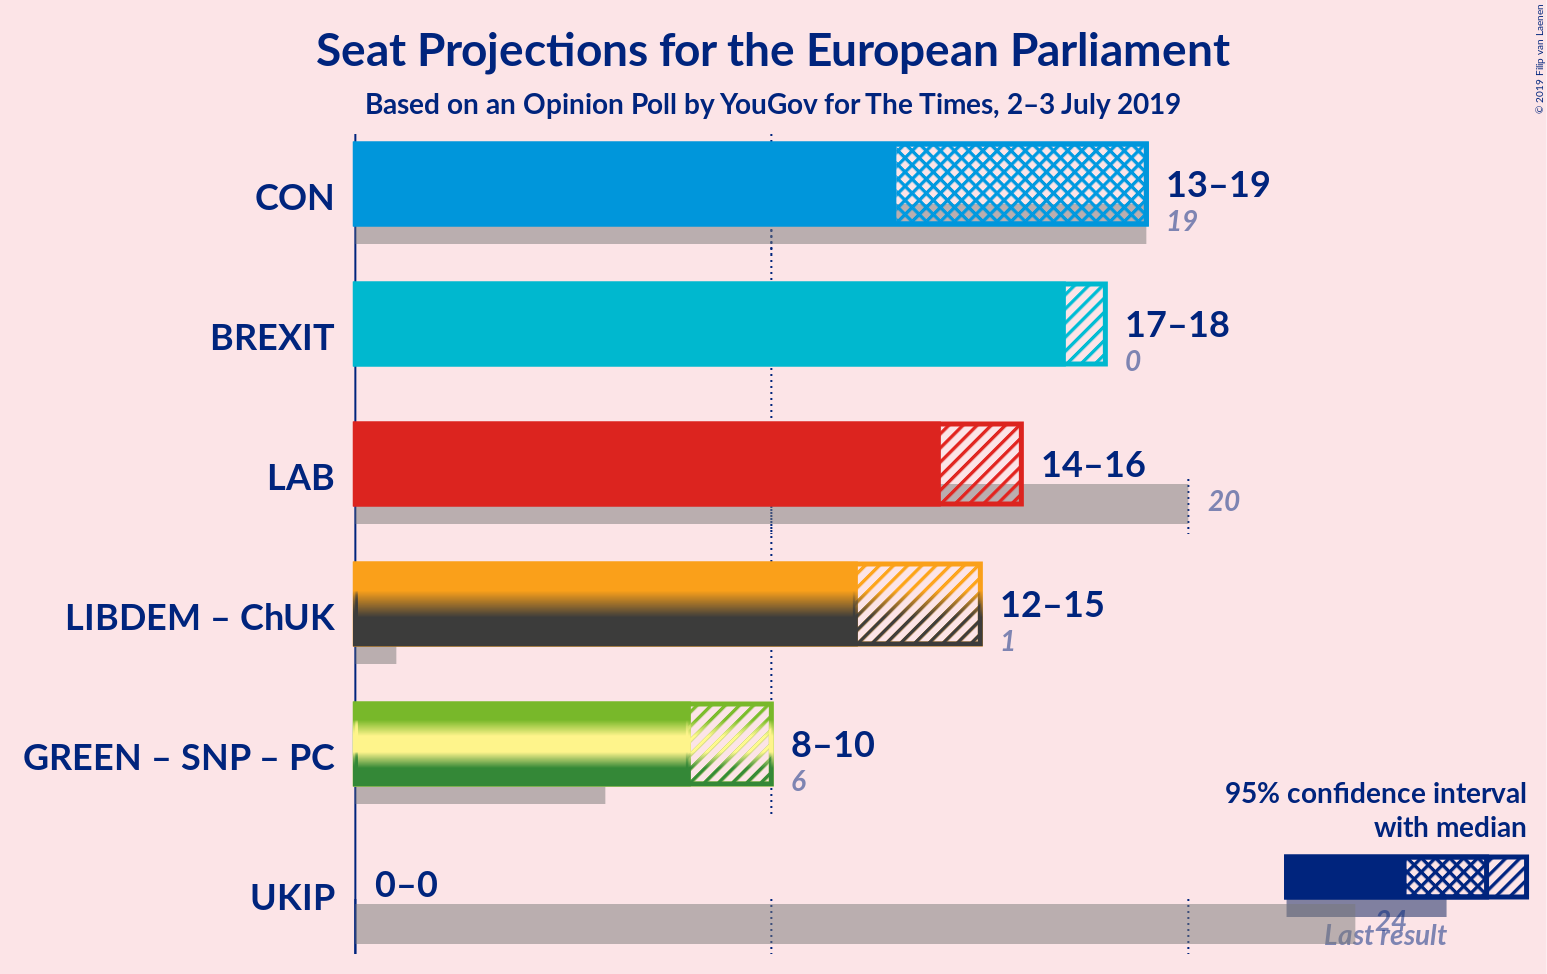 Seat Projections for the European Parliament
Based on an Opinion Poll by YouGov for The Times, 2–3 July 2019
© 2019 Filip van Laenen
CON
13–19
19
BREXIT
17–18
0
LAB
14–16
20
LIBDEM – ChUK
12–15
1
GREEN – SNP – PC
8–10
6
95% confidence interval
with median
UKIP
0–0
24
Last result